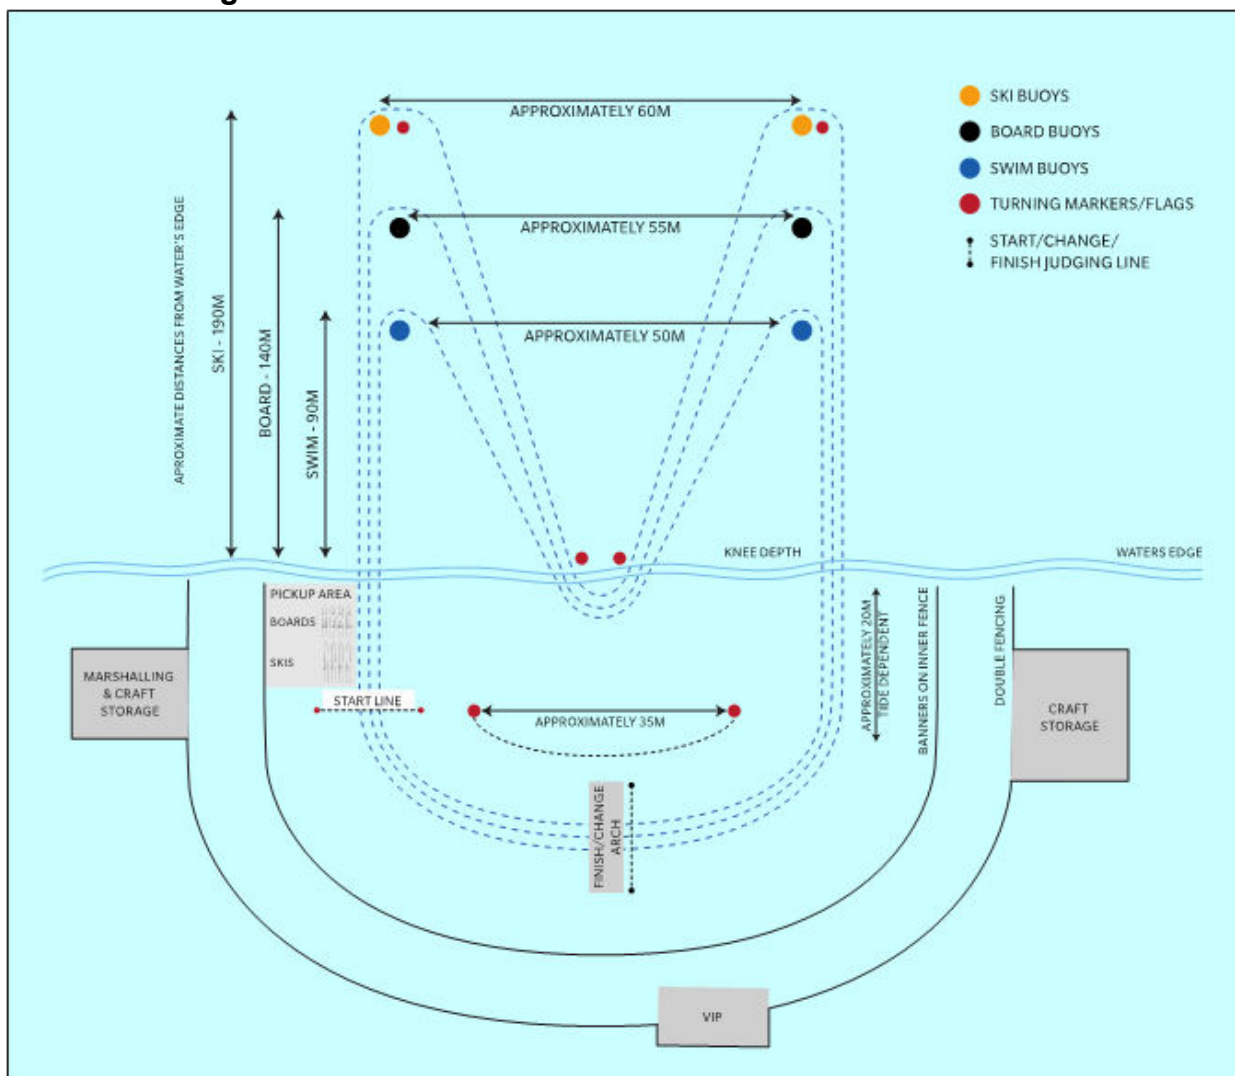 g
APPROXIMATELY 60M
SKI BUOYS
BOARD BUOYS
SWIM BUOYS
TURNING MARKERS/FLAGS
START/CHANGE/
FINISH JUDGING LINE
APPROXIMATELY 55M
APPROXIMATELY 50M
APROXIMATE DISTANCES FROM WATER'S EDGE
SKI - 190M
BOARD - 140M
SWIM - 90M
KNEE DEPTH
WATERS EDGE
PICKUP AREA
BOARDS
SKIS
MARSHALLING
& CRAFT
STORAGE
START LINE
APPROXIMATELY 35M
APPROXIMATELY 20M
TIDE DEPENDENT
BANNERS ON INNER FENCE
DOUBLE FENCING
CRAFT
STORAGE
FINISH/CHANGE
ARCH
VIP